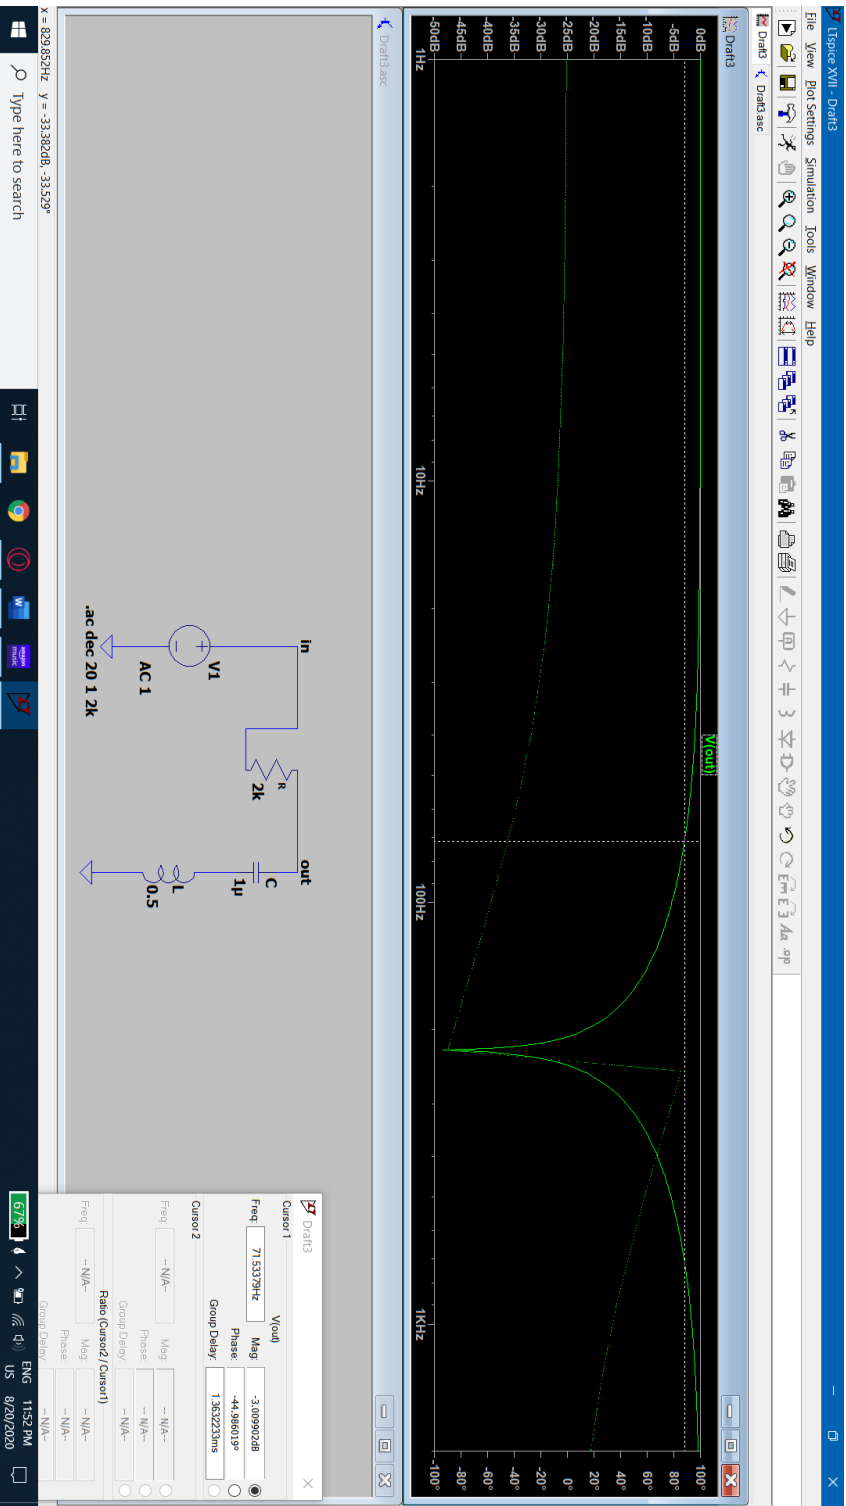 LTspice XVII - Draft3
File View Plot Settings Simulation Tools Window Help
Draft3 Draft3.asc
Draft3
V(out)
0dB
-5dB
-10dB
-15dB
-20dB
-25dB
-30dB
-35dB
-40dB
-45dB
-50dB
100°
80°
60°
40°
20°
0°
-20°
-40°
-60°
-80°
-100°
1Hz 10Hz 100Hz 1KHz
Draft3.asc
in
out
V1
AC 1
R
2k
C
1µ
L
0.5
.ac dec 20 1 2k
Draft3
Cursor 1
V(out)
Freq: 71.53379Hz Mag: -3.009902dB
Phase: -44.986019°
Group Delay: 1.3632233ms
Cursor 2
Freq: -- N/A-- Mag: -- N/A--
Phase: -- N/A--
Group Delay: -- N/A--
Ratio (Cursor2 / Cursor1)
Freq: -- N/A-- Mag: -- N/A--
Phase: -- N/A--
Group Delay: -- N/A--
x = 829.852Hz y = -33.382dB, -33.529°
Type here to search
67%
ENG
US
11:52 PM
8/20/2020